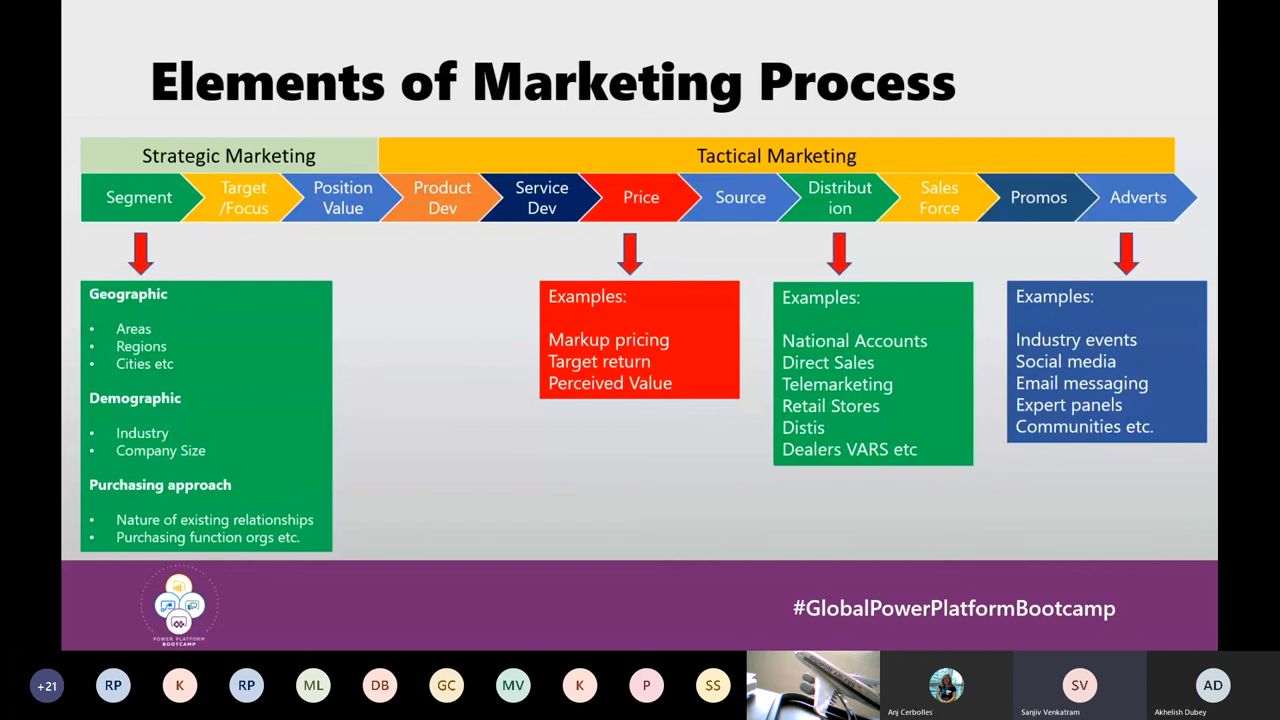 Elements of Marketing Process
Strategic Marketing
Tactical Marketing
Segment
Target
/Focus
Position
Value
Product
Dev
Service
Dev
Price
Source
Distribut
ion
Sales
Force
Promos
Adverts
Geographic
• Areas
• Regions
• Cities etc
Demographic
• Industry
• Company Size
Purchasing approach
• Nature of existing relationships
• Purchasing function orgs etc.
Examples:
Markup pricing
Target return
Perceived Value
Examples:
National Accounts
Direct Sales
Telemarketing
Retail Stores
Distis
Dealers VARS etc
Examples:
Industry events
Social media
Email messaging
Expert panels
Communities etc.
POWER PLATFORM
BOOTCAMP
#GlobalPowerPlatformBootcamp
+21
RP
K
RP
ML
DB
GC
MV
K
P
SS
Anj Cerbolles
SV
Sanjiv Venkatram
AD
Akhelish Dubey